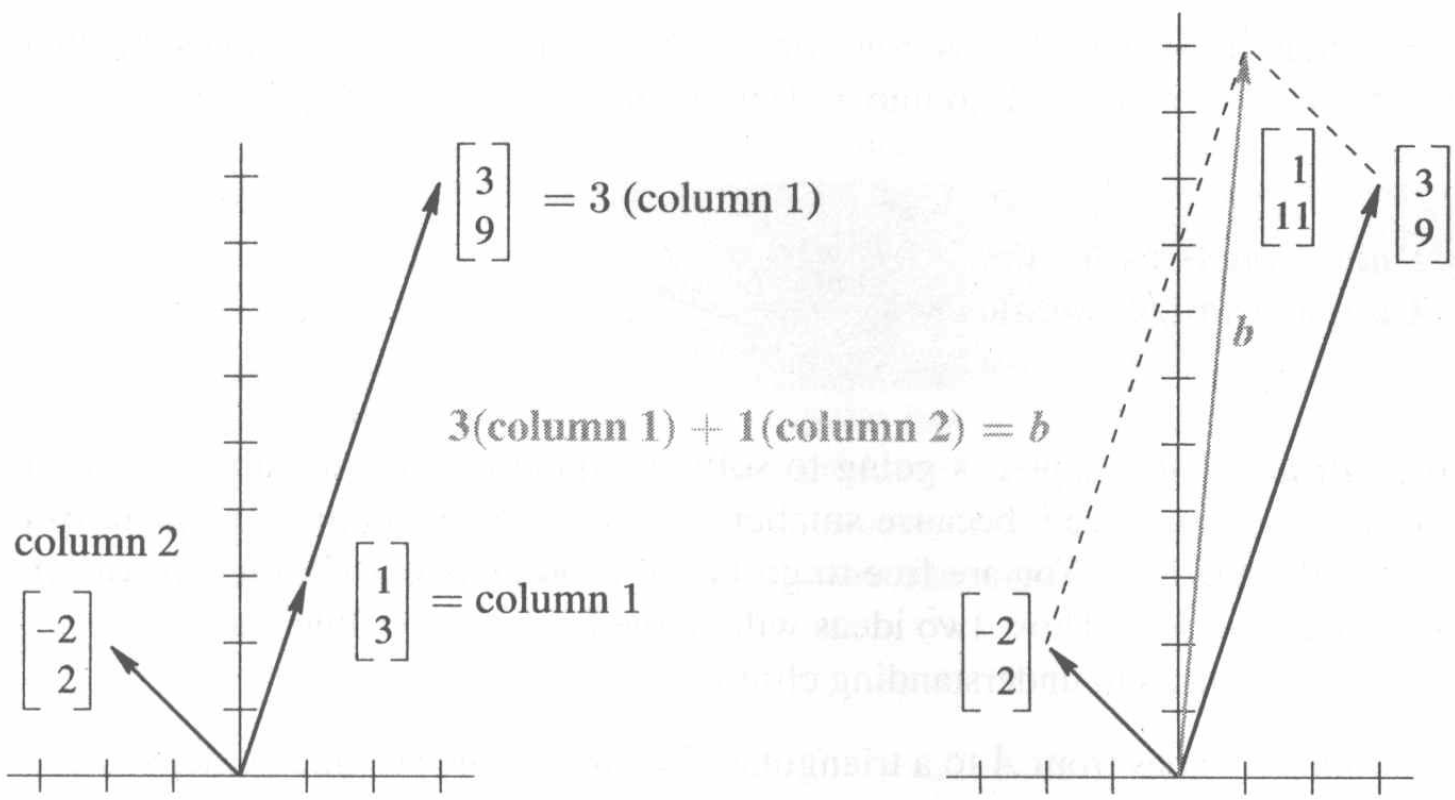 [3 9] = 3 (column 1)
3(column 1) + 1(column 2) = b
column 2
[-2 2]
[1 3] = column 1
[1 11]
[3 9]
b
[-2 2]